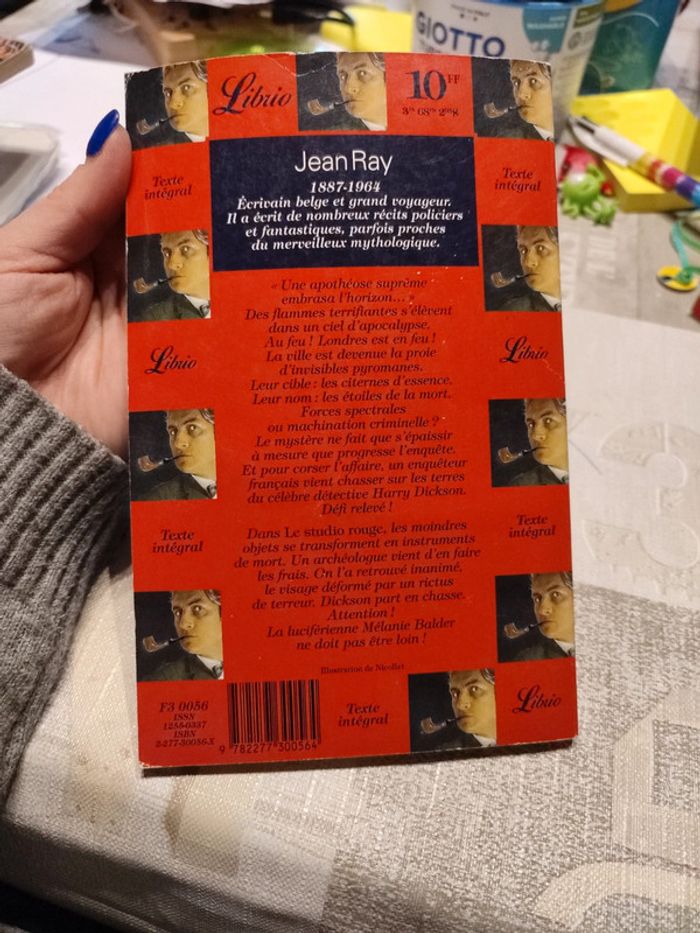 GIOTTO
Librio
10FF
Jean Ray
1887-1964
Écrivain belge et grand voyageur.
Il a écrit de nombreux récits policiers
et fantastiques, parfois proches
du merveilleux mythologique.
Texte
intégral
Texte
intégral
« Une apothéose suprême
embrasa l'horizon... »
Des flammes terrifiantes s'élèvent
dans un ciel d'apocalypse.
Au feu ! Londres est en feu !
La ville est devenue la proie
d'invisibles pyromanes.
Leur cible : les citernes d'essence.
Leur nom : les étoiles de la mort.
Forces spectrales
ou machination criminelle ?
Le mystère ne fait que s'épaissir
à mesure que progresse l'enquête.
Et pour corser l'affaire, un enquêteur
français vient chasser sur les terres
du célèbre détective Harry Dickson.
Défi relevé !
Librio
Librio
Dans Le studio rouge, les moindres
objets se transforment en instruments
de mort. Un archéologue vient d'en faire
les frais. On l'a retrouvé inanimé,
le visage déformé par un rictus
de terreur. Dickson part en chasse.
Attention !
La luciférienne Mélanie Balder
ne doit pas être loin !
Texte
intégral
Texte
intégral
Illustration de Nicollet
F3 0056
ISSN
1255-0337
ISBN
2-277-30056-X
9 782277 300564
Texte
intégral
Librio